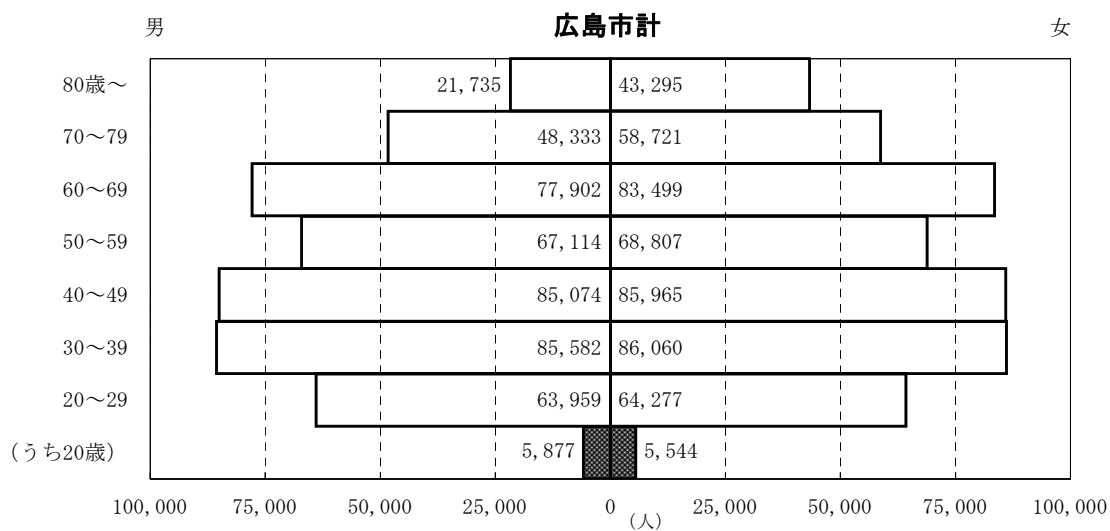 広島市計
男 女
80歳～ 21,735 43,295
70～79 48,333 58,721
60～69 77,902 83,499
50～59 67,114 68,807
40～49 85,074 85,965
30～39 85,582 86,060
20～29 63,959 64,277
(うち20歳) 5,877 5,544
100,000 75,000 50,000 25,000 0 25,000 50,000 75,000 100,000
(人)